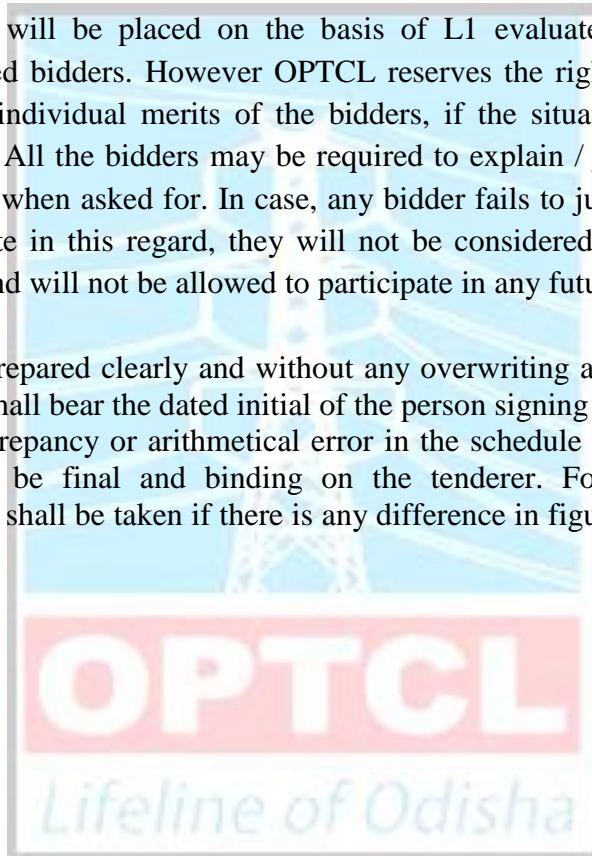 will be placed on the basis of L1 evaluate
ed bidders. However OPTCL reserves the righ
individual merits of the bidders, if the situa
All the bidders may be required to explain /
when asked for. In case, any bidder fails to ju
te in this regard, they will not be considered
nd will not be allowed to participate in any futu
repared clearly and without any overwriting a
hall bear the dated initial of the person signing
repancy or arithmetical error in the schedule
be final and binding on the tenderer. Fo
shall be taken if there is any difference in figu
OPTCL
Lifeline of Odisha